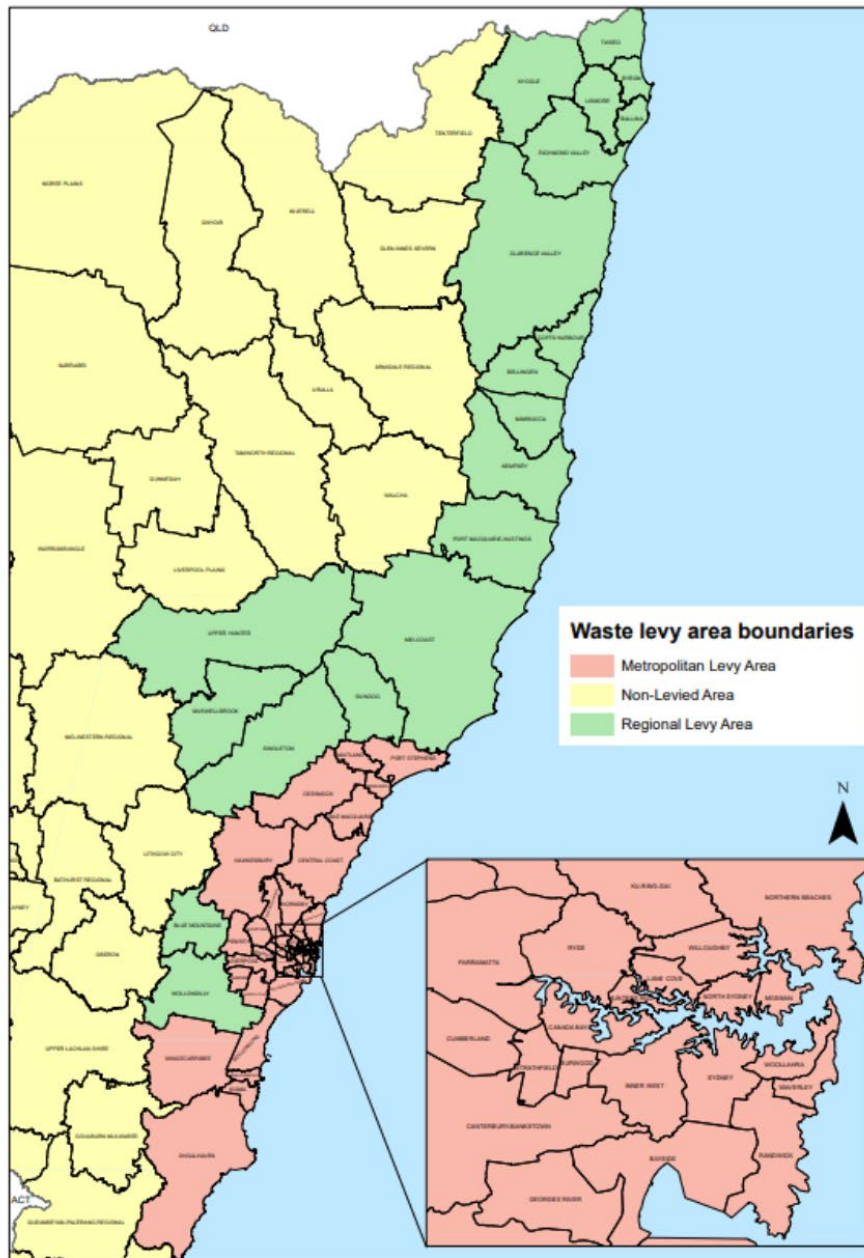 QLD
TWEED
KYOGLE
BYRON
LISMORE
BALLINA
TENTERFIELD
RICHMOND VALLEY
MOREE PLAINS
GWYDIR
INVERELL
GLEN INNES SEVERN
CLARENCE VALLEY
COFFS HARBOUR
NARRABRI
ARMIDALE REGIONAL
BELLINGEN
URALLA
NAMBUCCA
TAMWORTH REGIONAL
KEMPSEY
GUNNEDAH
WALCHA
PORT MACQUARIE-HASTINGS
WARRUMBUNGLE
LIVERPOOL PLAINS
UPPER HUNTER
MID-COAST
Waste levy area boundaries
Metropolitan Levy Area
Non-Levied Area
Regional Levy Area
DUNGOG
MUSWELLBROOK
MID-WESTERN REGIONAL
SINGLETON
MAITLAND
PORT STEPHENS
CESSNOCK
LAKE MACQUARIE
N
LITHGOW CITY
HAWKESBURY
CENTRAL COAST
BATHURST REGIONAL
HORNSBY
BLUE MOUNTAINS
OBERON
PENRITH
WOLLONDILLY
UPPER LACHLAN SHIRE
WINGECARRIBEE
KIAMA
GOULBURN MULWAREE
SHOALHAVEN
ACT
QUEANBEYAN-PALERANG REGIONAL
KU-RING-GAI
NORTHERN BEACHES
RYDE
WILLOUGHBY
PARRAMATTA
LANE COVE
NORTH SYDNEY
MOSMAN
CANADA BAY
CUMBERLAND
STRATHFIELD
BURWOOD
WOOLLAHRA
WAVERLEY
INNER WEST
SYDNEY
CANTERBURY-BANKSTOWN
BAYSIDE
RANDWICK
GEORGES RIVER